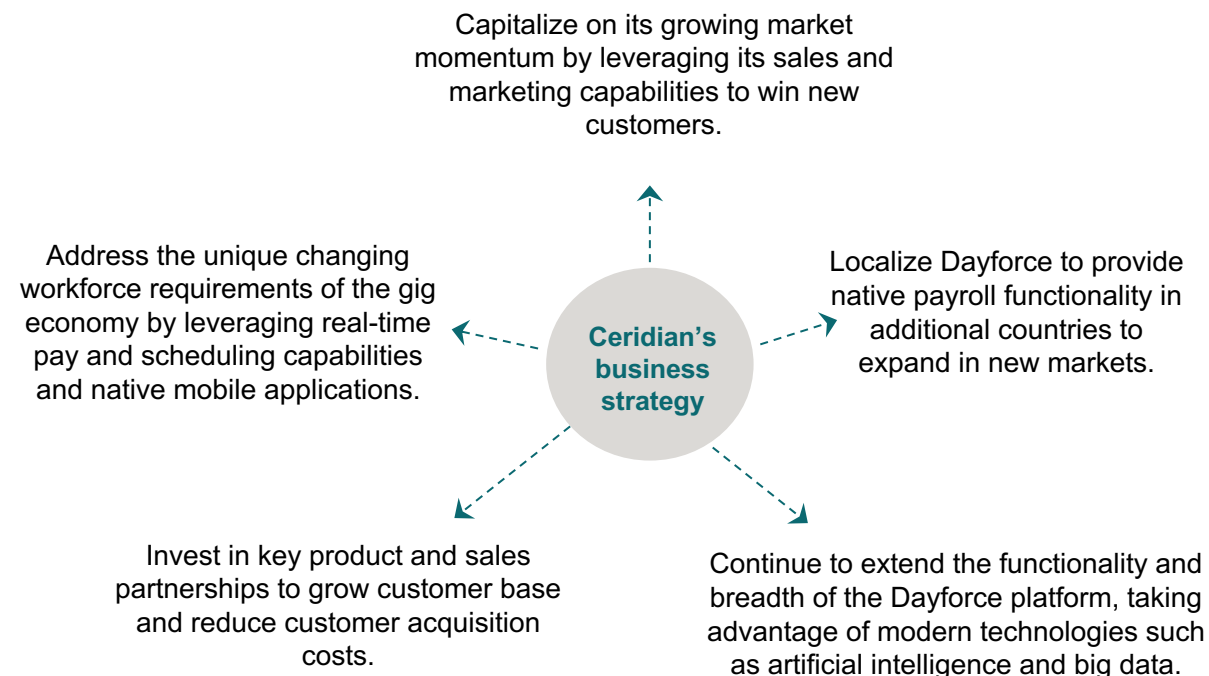 Capitalize on its growing market
momentum by leveraging its sales and
marketing capabilities to win new
customers.
Address the unique changing
workforce requirements of the gig
economy by leveraging real-time
pay and scheduling capabilities
and native mobile applications.
Ceridian's
business
strategy
Localize Dayforce to provide
native payroll functionality in
additional countries to
expand in new markets.
Invest in key product and sales
partnerships to grow customer base
and reduce customer acquisition
costs.
Continue to extend the functionality and
breadth of the Dayforce platform, taking
advantage of modern technologies such
as artificial intelligence and big data.